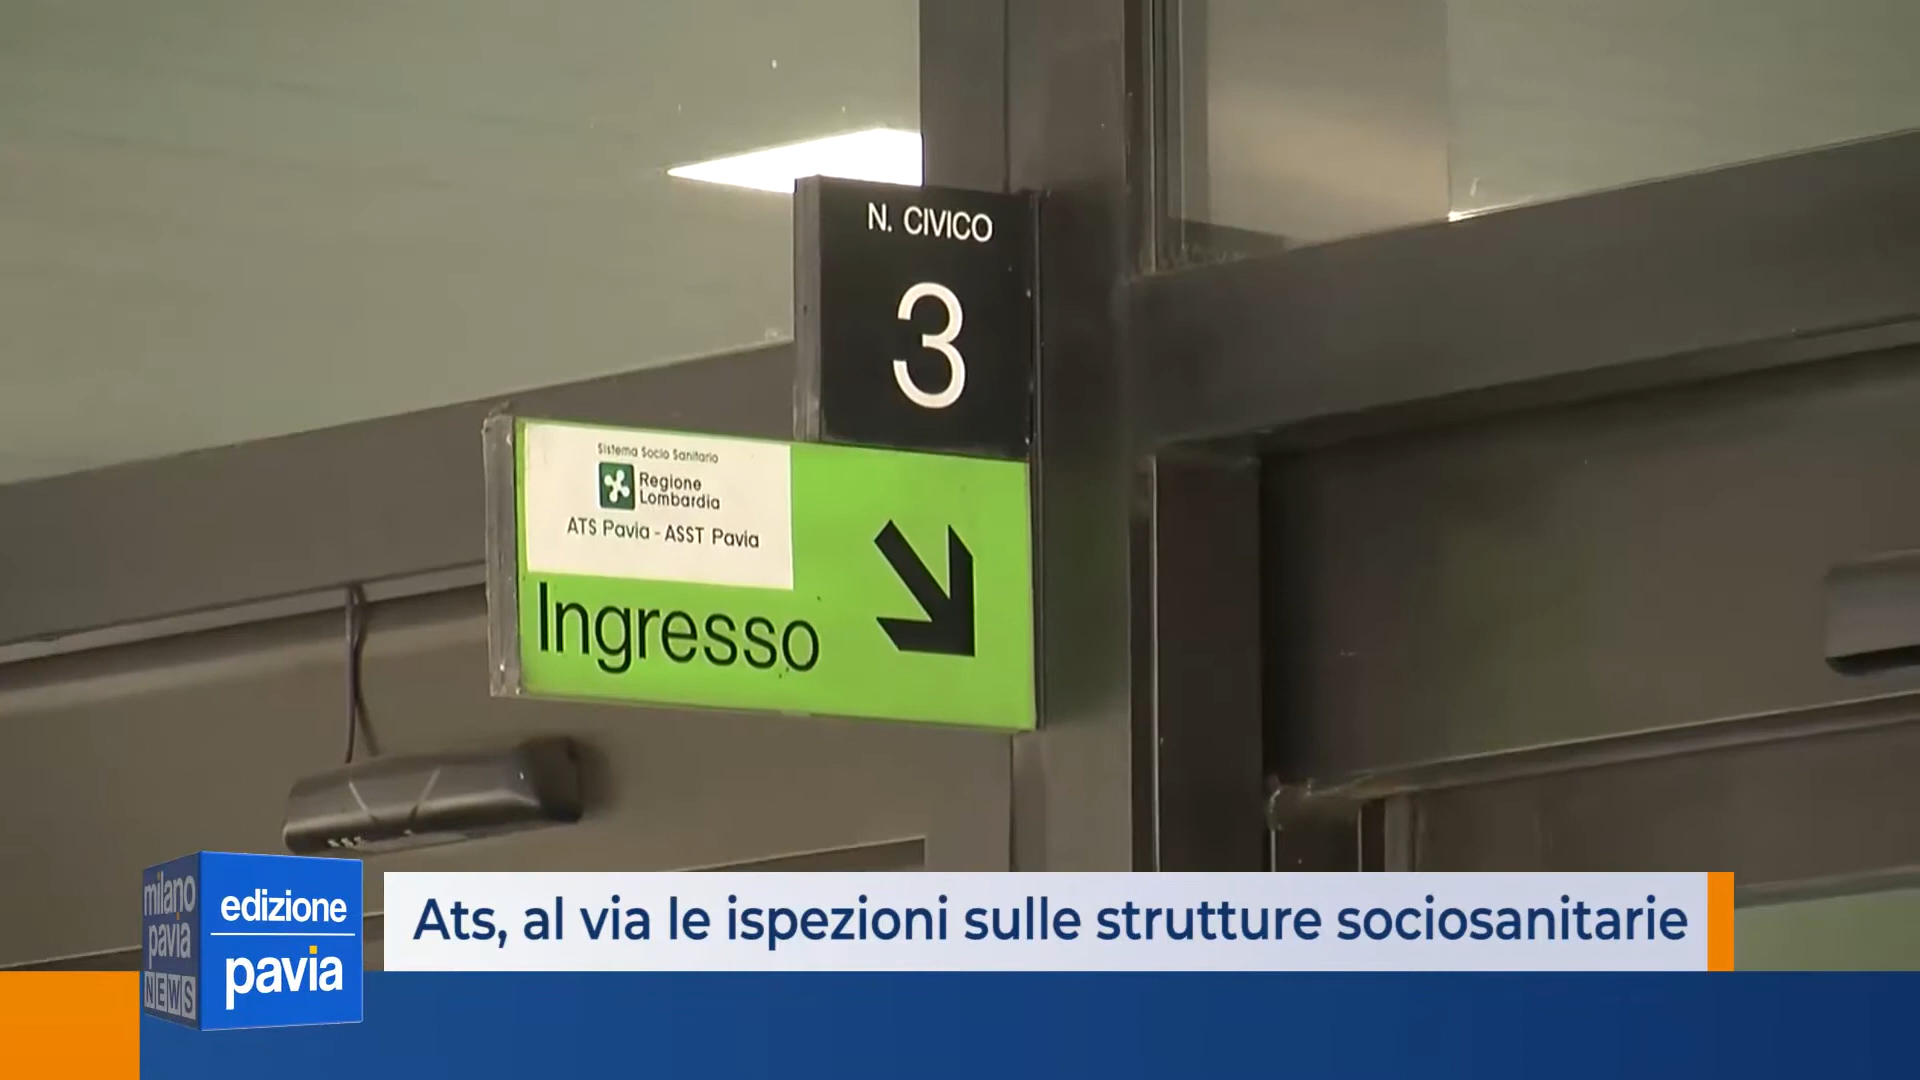 N. CIVICO
3
Sistema Socio Sanitario
Regione
Lombardia
ATS Pavia - ASST Pavia
Ingresso
milano
pavia
NEWS
edizione
pavia
Ats, al via le ispezioni sulle strutture sociosanitarie